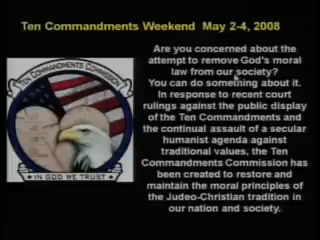 Ten Commandments Weekend May 2-4, 2008
Are you concerned about the
attempt to remove God's moral
law from our society?
You can do something about it.
In response to recent court
rulings against the public display
of the Ten Commandments and
the continual assault of a secular
humanist agenda against
traditional values, the Ten
Commandments Commission has
been created to restore and
maintain the moral principles of
the Judeo-Christian tradition in
our nation and society.
TEN COMMANDMENTS COMMISSION
IN GOD WE TRUST